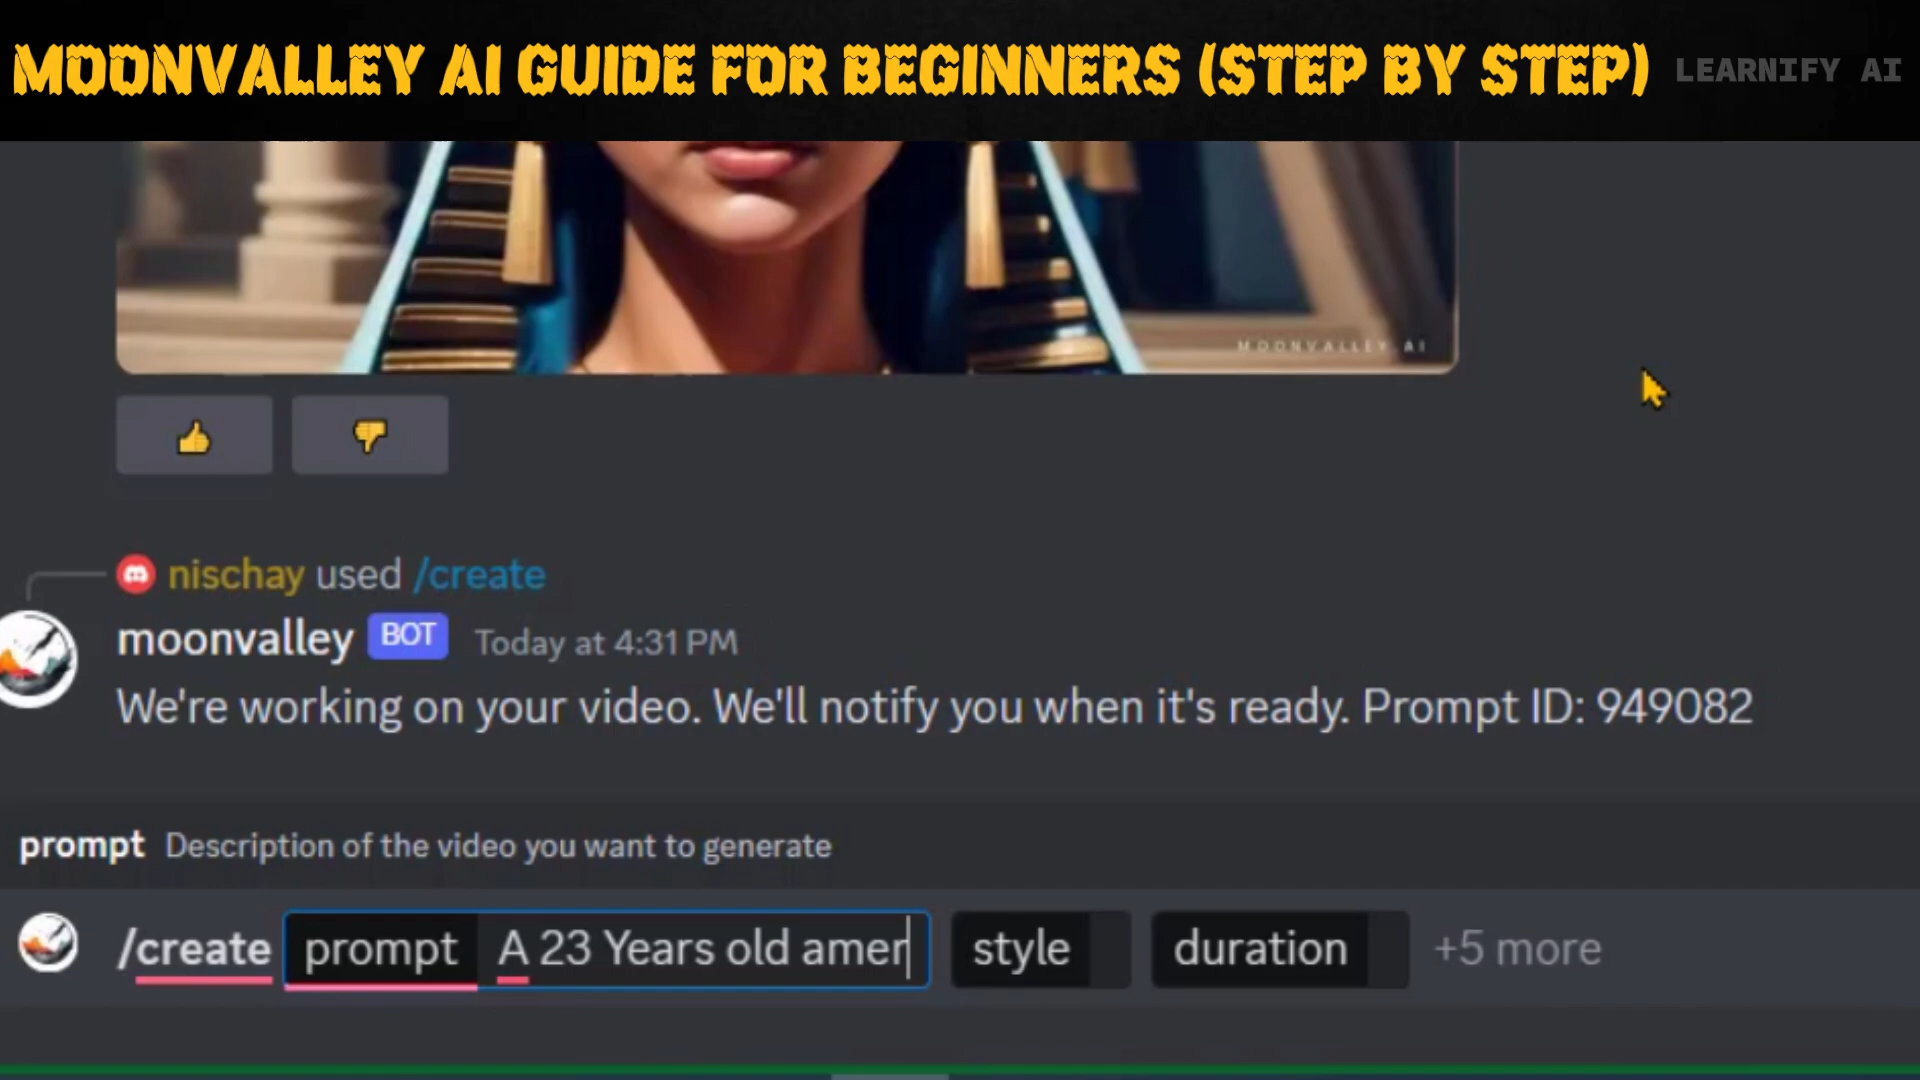 MOONVALLEY AI GUIDE FOR BEGINNERS (STEP BY STEP) LEARNIFY AI
MOONVALLEY.AI
nischay used /create
moonvalley BOT Today at 4:31 PM
We're working on your video. We'll notify you when it's ready. Prompt ID: 949082
prompt Description of the video you want to generate
/create prompt A 23 Years old amer style duration +5 more